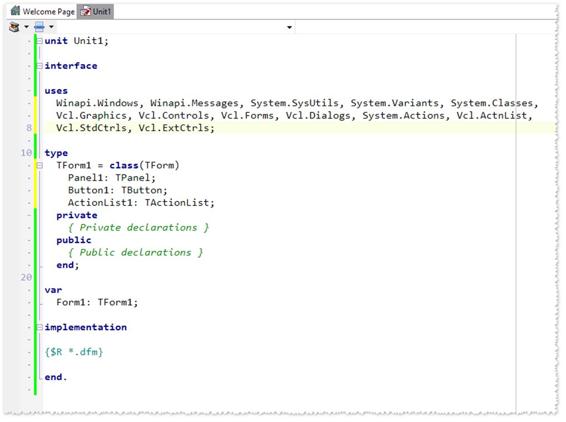 Welcome Page Unit1
unit Unit1;
interface
uses
Winapi.Windows, Winapi.Messages, System.SysUtils, System.Variants, System.Classes,
Vcl.Graphics, Vcl.Controls, Vcl.Forms, Vcl.Dialogs, System.Actions, Vcl.ActnList,
8 Vcl.StdCtrls, Vcl.ExtCtrls;
10 type
TForm1 = class(TForm)
Panel1: TPanel;
Button1: TButton;
ActionList1: TActionList;
private
{ Private declarations }
public
{ Public declarations }
end;
20
var
Form1: TForm1;
implementation
{$R *.dfm}
end.